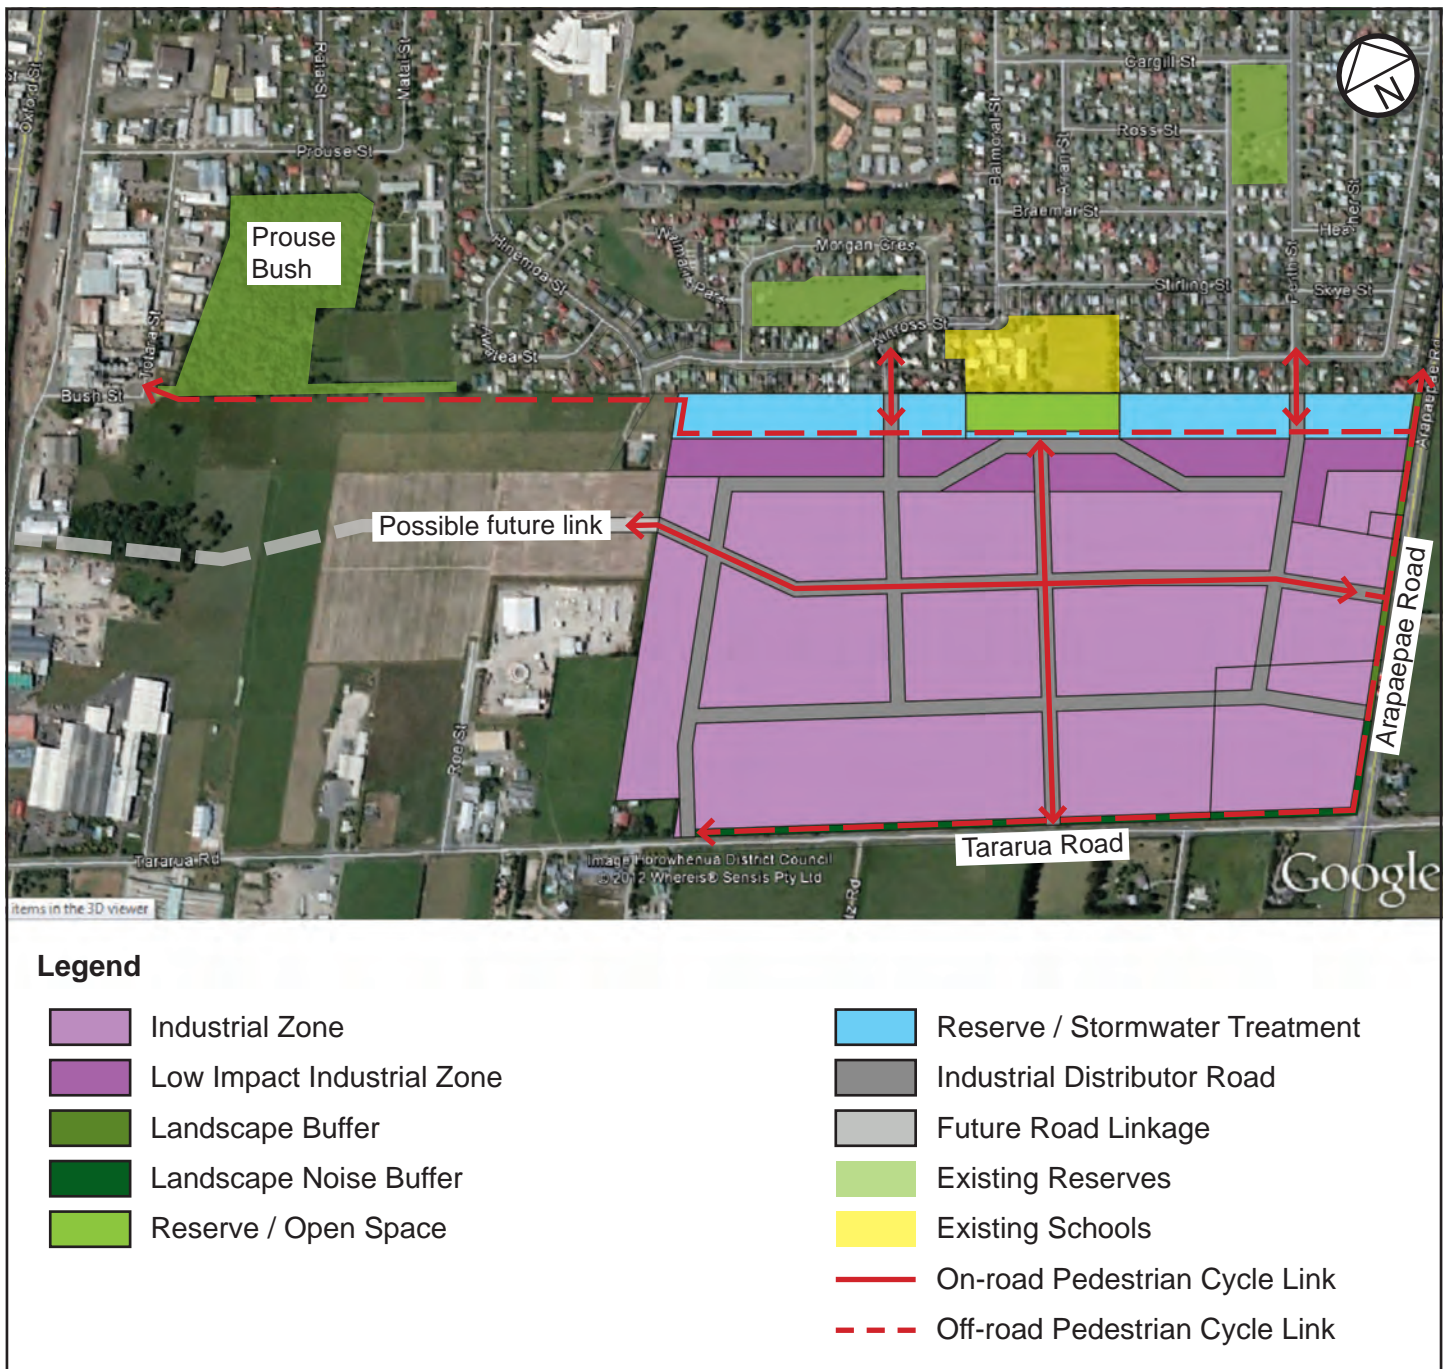 Oxford St
St
Rata St
Matai St
Prouse St
Prouse
Bush
Votara St
Bush St
Hinemoa St
Morgan Cres
Kinross St
Balmoral St
Cargill St
Ross St
Braemar St
Stirling St
Perth St
Skye St
N
Arapaepae Rd
Possible future link
Arapaepae Road
Roe St
Tararua Road
Tararua Rd
Image Horowhenua District Council
© 2012 Whereis® Sensis Pty Ltd
Google
items in the 3D viewer
Legend
Industrial Zone
Low Impact Industrial Zone
Landscape Buffer
Landscape Noise Buffer
Reserve / Open Space
Reserve / Stormwater Treatment
Industrial Distributor Road
Future Road Linkage
Existing Reserves
Existing Schools
On-road Pedestrian Cycle Link
Off-road Pedestrian Cycle Link